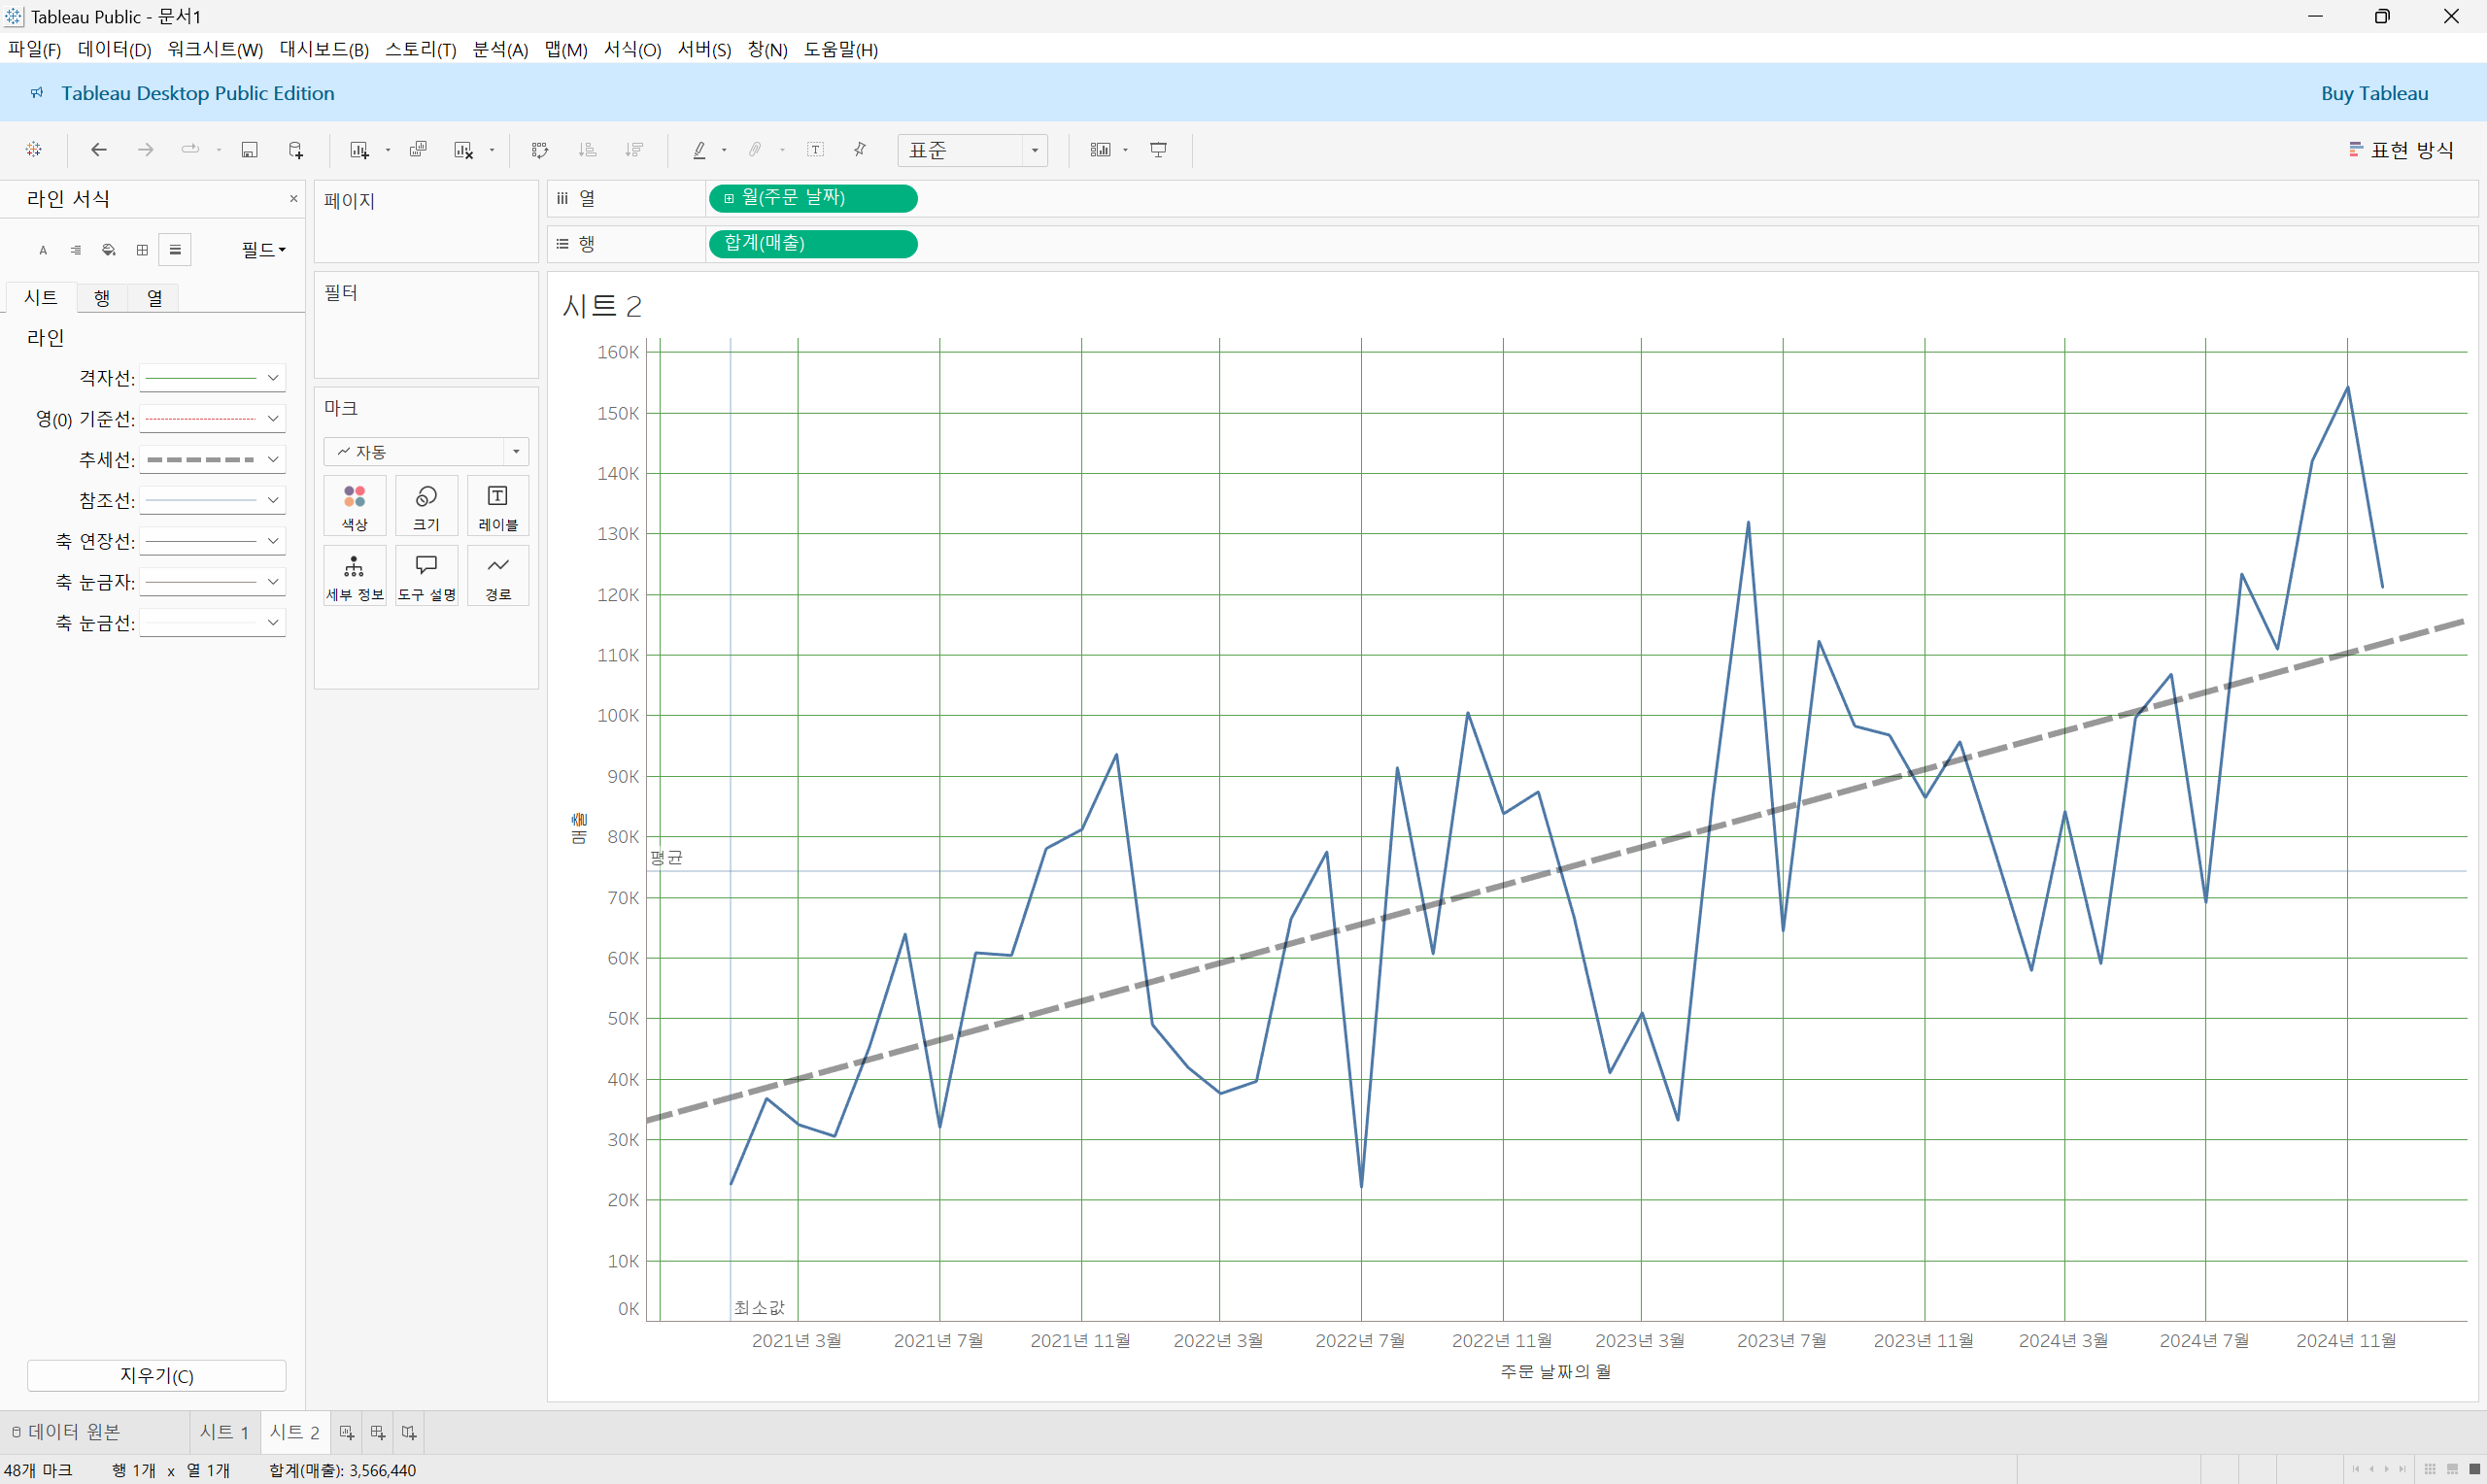 Tableau Public - 문서1
파일(F) 데이터(D) 워크시트(W) 대시보드(B) 스토리(T) 분석(A) 맵(M) 서식(O) 서버(S) 창(N) 도움말(H)
Tableau Desktop Public Edition
Buy Tableau
표준
표현 방식
라인 서식
필드
시트 행 열
라인
격자선:
영(0) 기준선:
추세선:
참조선:
축 연장선:
축 눈금자:
축 눈금선:
지우기(C)
페이지
필터
마크
자동
색상 크기 레이블
세부 정보 도구 설명 경로
열 월(주문 날짜)
행 합계(매출)
시트 2
160K
150K
140K
130K
120K
110K
100K
90K
80K
70K
60K
50K
40K
30K
20K
10K
0K
매출
평균
최소값
2021년 3월 2021년 7월 2021년 11월 2022년 3월 2022년 7월 2022년 11월 2023년 3월 2023년 7월 2023년 11월 2024년 3월 2024년 7월 2024년 11월
주문 날짜의 월
데이터 원본 시트 1 시트 2
48개 마크 행 1개 x 열 1개 합계(매출): 3,566,440